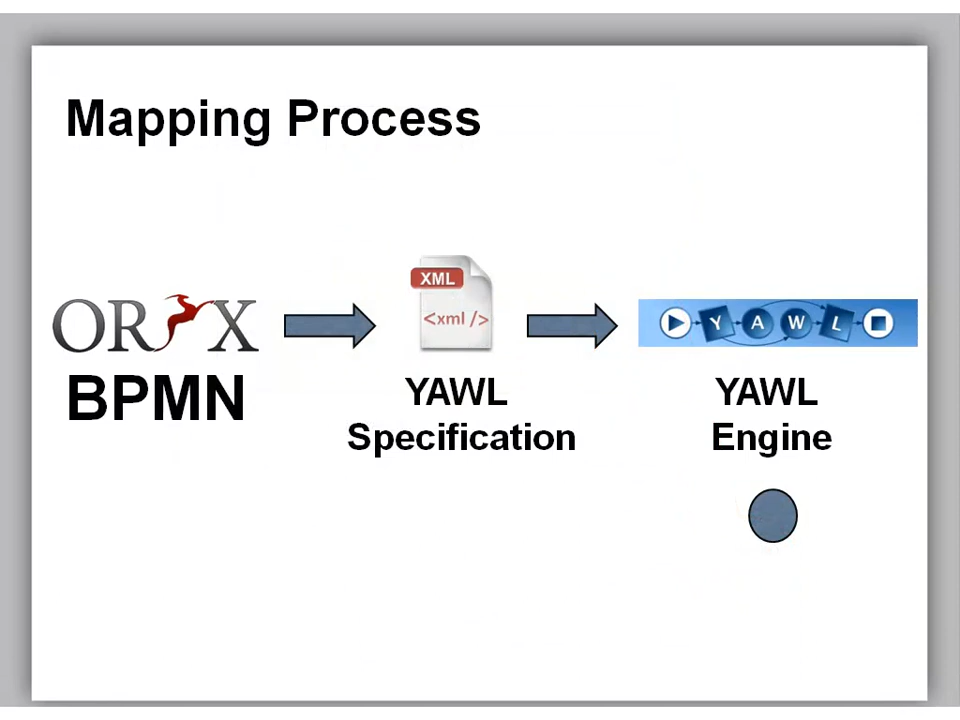 Mapping Process
ORYX
BPMN
XML
<xml />
YAWL
Specification
YAWL
YAWL
Engine